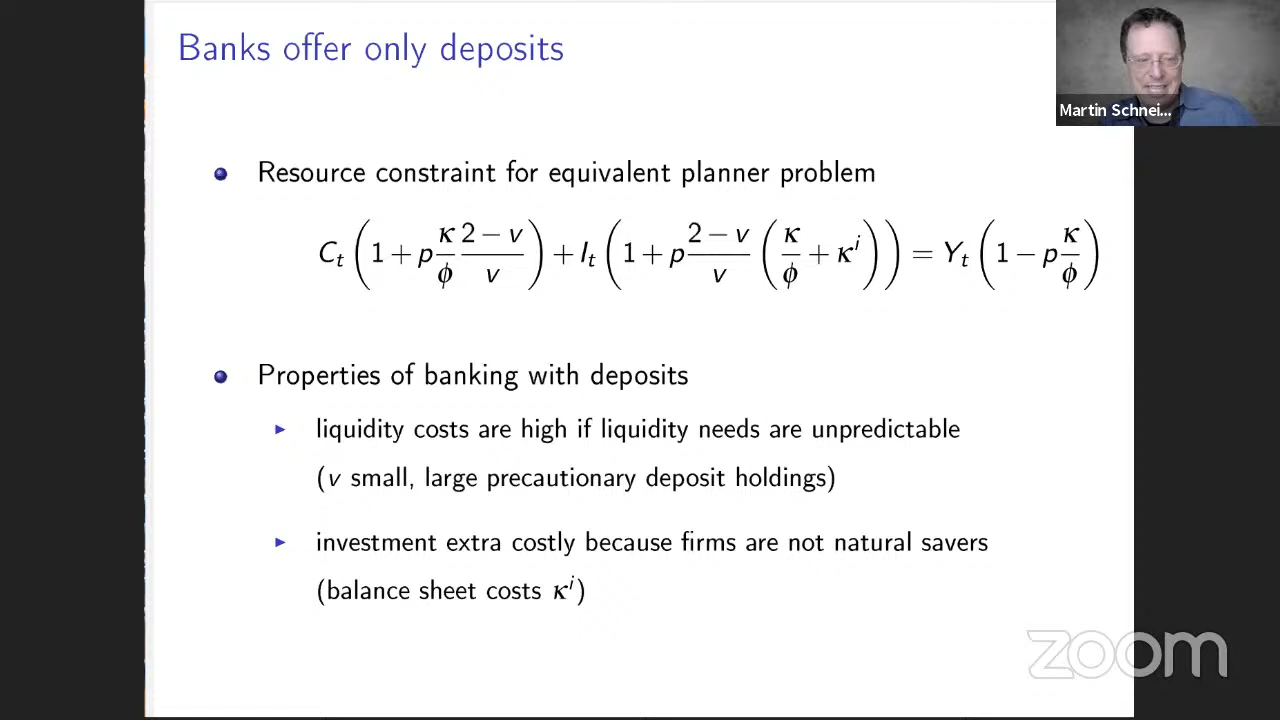 Banks offer only deposits
Martin Schnei...
Resource constraint for equivalent planner problem
C_t (1 + p κ/ϕ (2 − v)/v) + I_t (1 + p (2 − v)/v (κ/ϕ + κ^i)) = Y_t (1 − p κ/ϕ)
Properties of banking with deposits
liquidity costs are high if liquidity needs are unpredictable
(v small, large precautionary deposit holdings)
investment extra costly because firms are not natural savers
(balance sheet costs κ^i)
zoom